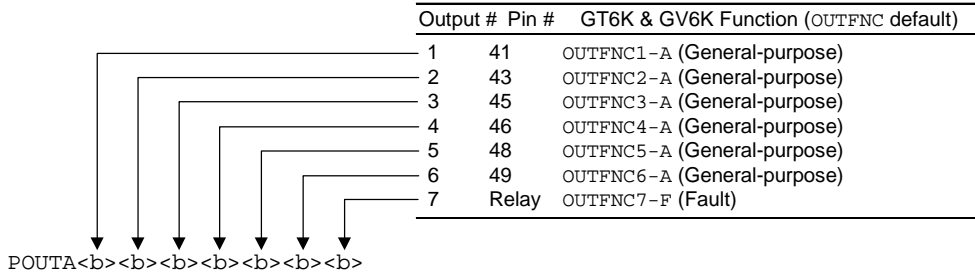 Output # Pin # GT6K & GV6K Function (OUTFNC default)
1 41 OUTFNC1-A (General-purpose)
2 43 OUTFNC2-A (General-purpose)
3 45 OUTFNC3-A (General-purpose)
4 46 OUTFNC4-A (General-purpose)
5 48 OUTFNC5-A (General-purpose)
6 49 OUTFNC6-A (General-purpose)
7 Relay OUTFNC7-F (Fault)
POUTA<b><b><b><b><b><b><b>